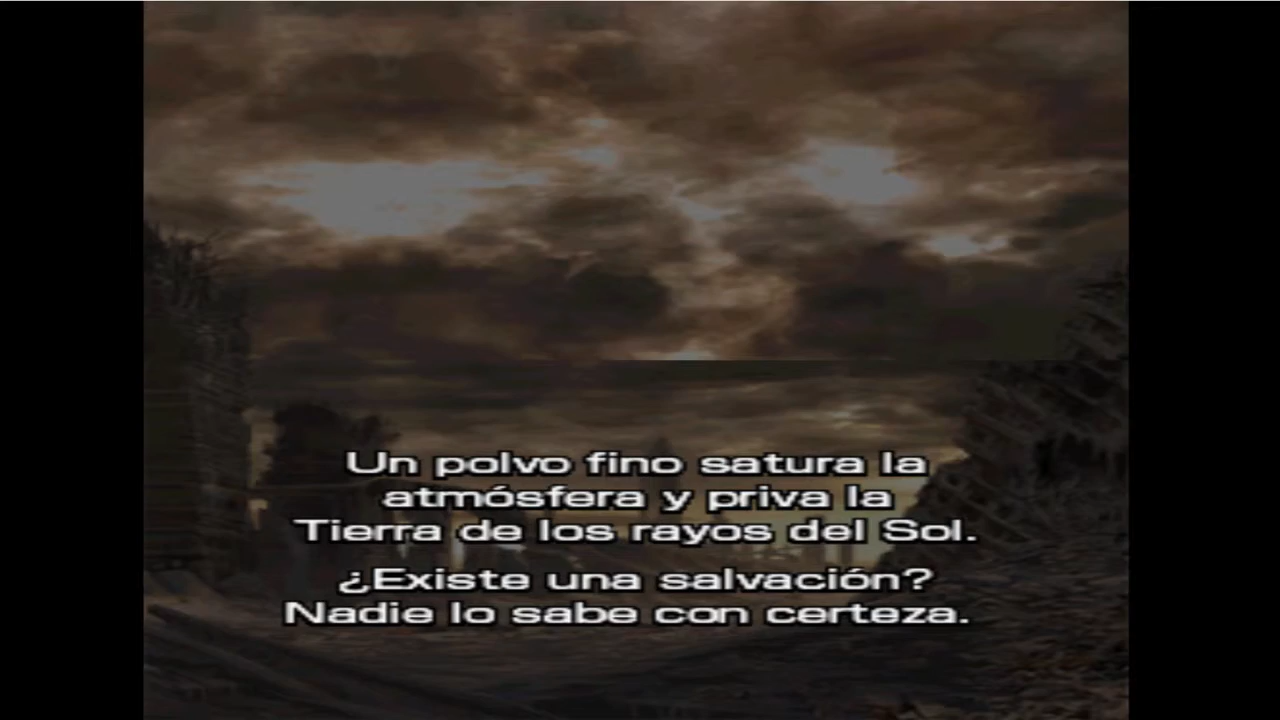 Un polvo fino satura la
atmósfera y priva la
Tierra de los rayos del Sol.
¿Existe una salvación?
Nadie lo sabe con certeza.